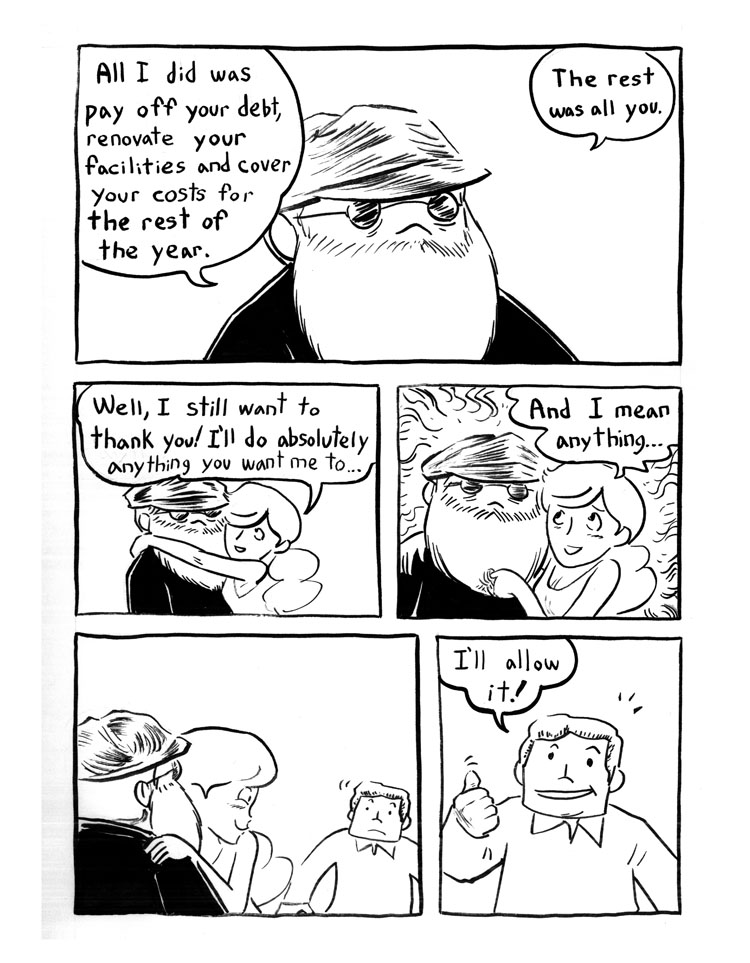 All I did was
pay off your debt,
renovate your
facilities and cover
your costs for
the rest of
the year.
The rest
was all you.
Well, I still want to
thank you! I'll do absolutely
anything you want me to...
And I mean
anything...
I'll allow
it!